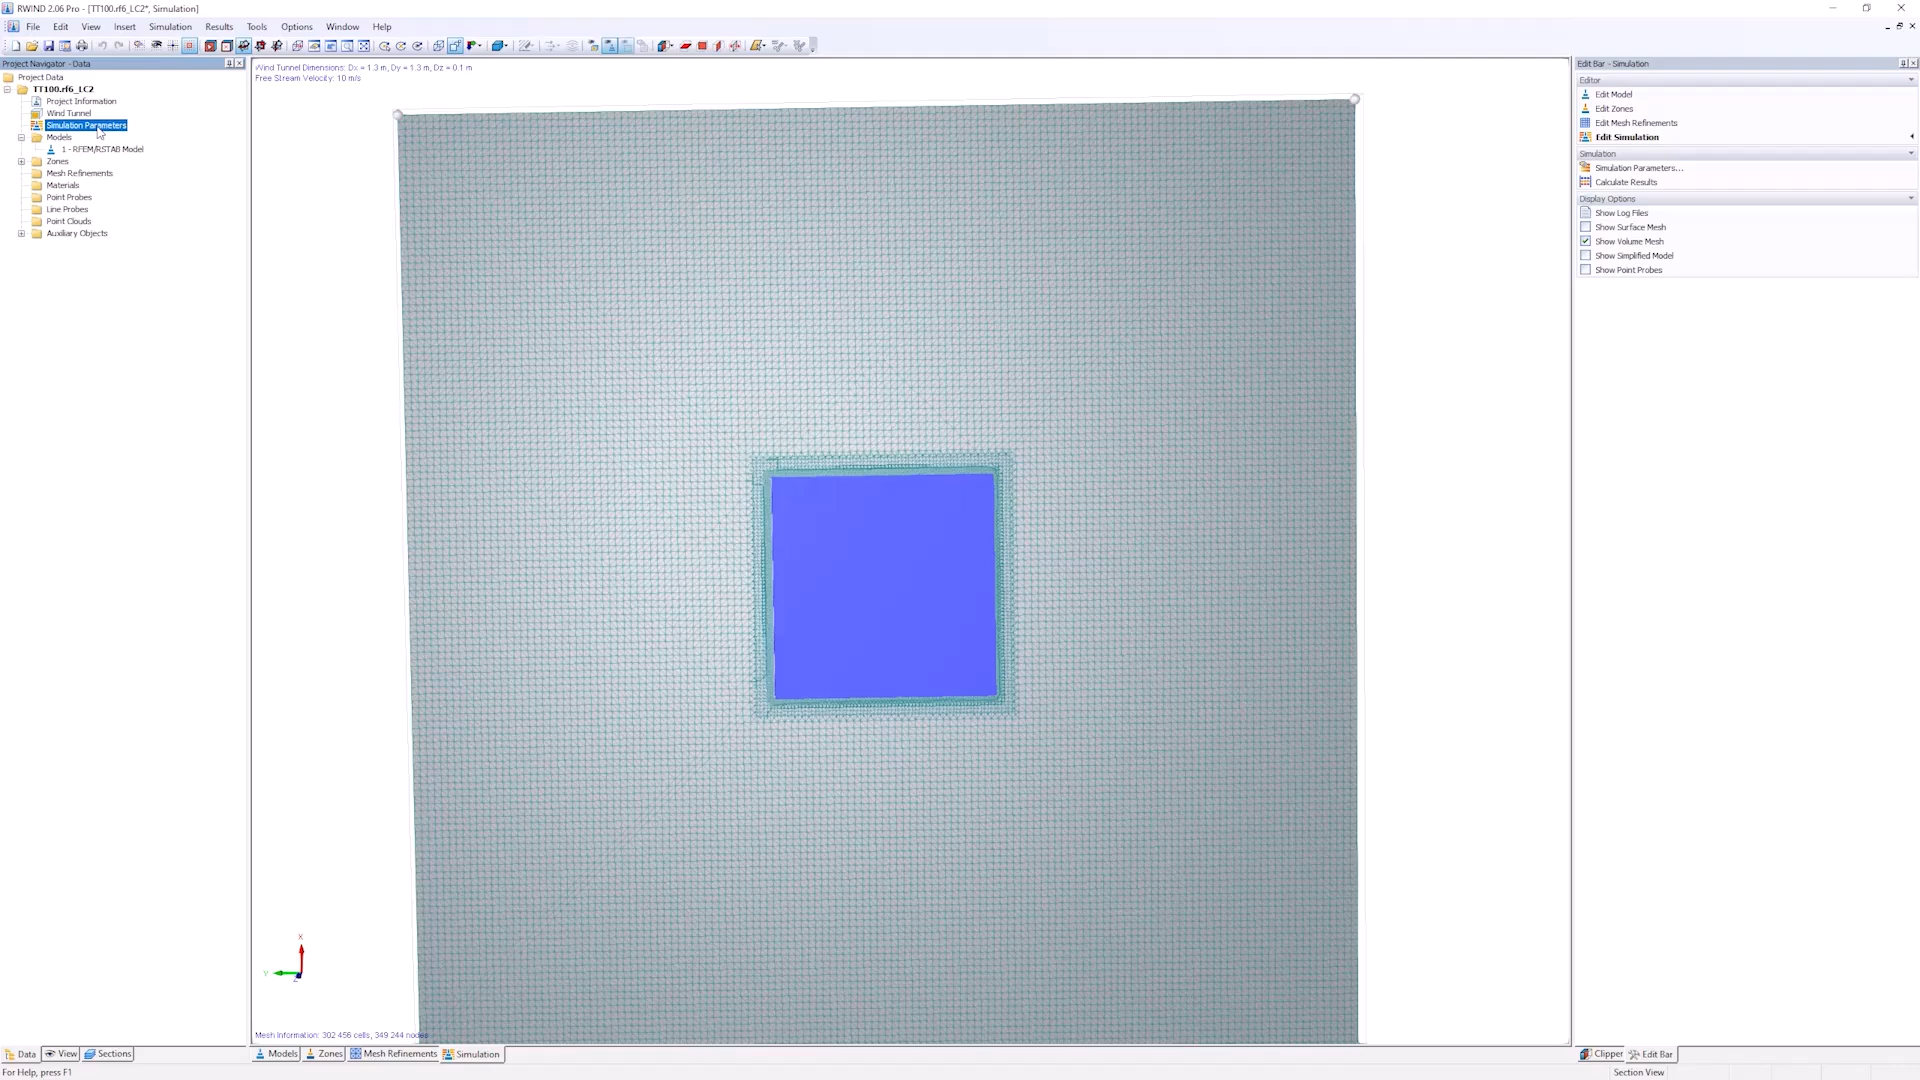 RWIND 2.06 Pro - [TT100.rf6_LC2*, Simulation]
File Edit View Insert Simulation Results Tools Options Window Help
Project Navigator - Data
Project Data
TT100.rf6_LC2
Project Information
Wind Tunnel
Simulation Parameters
Models
1 - RFEM/RSTAB Model
Zones
Mesh Refinements
Materials
Point Probes
Line Probes
Point Clouds
Auxiliary Objects
Wind Tunnel Dimensions: Dx = 1.3 m, Dy = 1.3 m, Dz = 0.1 m
Free Stream Velocity: 10 m/s
X
Y
Z
Mesh Information: 302 456 cells, 349 244 nodes
Edit Bar - Simulation
Editor
Edit Model
Edit Zones
Edit Mesh Refinements
Edit Simulation
Simulation
Simulation Parameters...
Calculate Results
Display Options
Show Log Files
Show Surface Mesh
Show Volume Mesh
Show Simplified Model
Show Point Probes
Data View Sections
Models Zones Mesh Refinements Simulation
Clipper Edit Bar
For Help, press F1
Section View